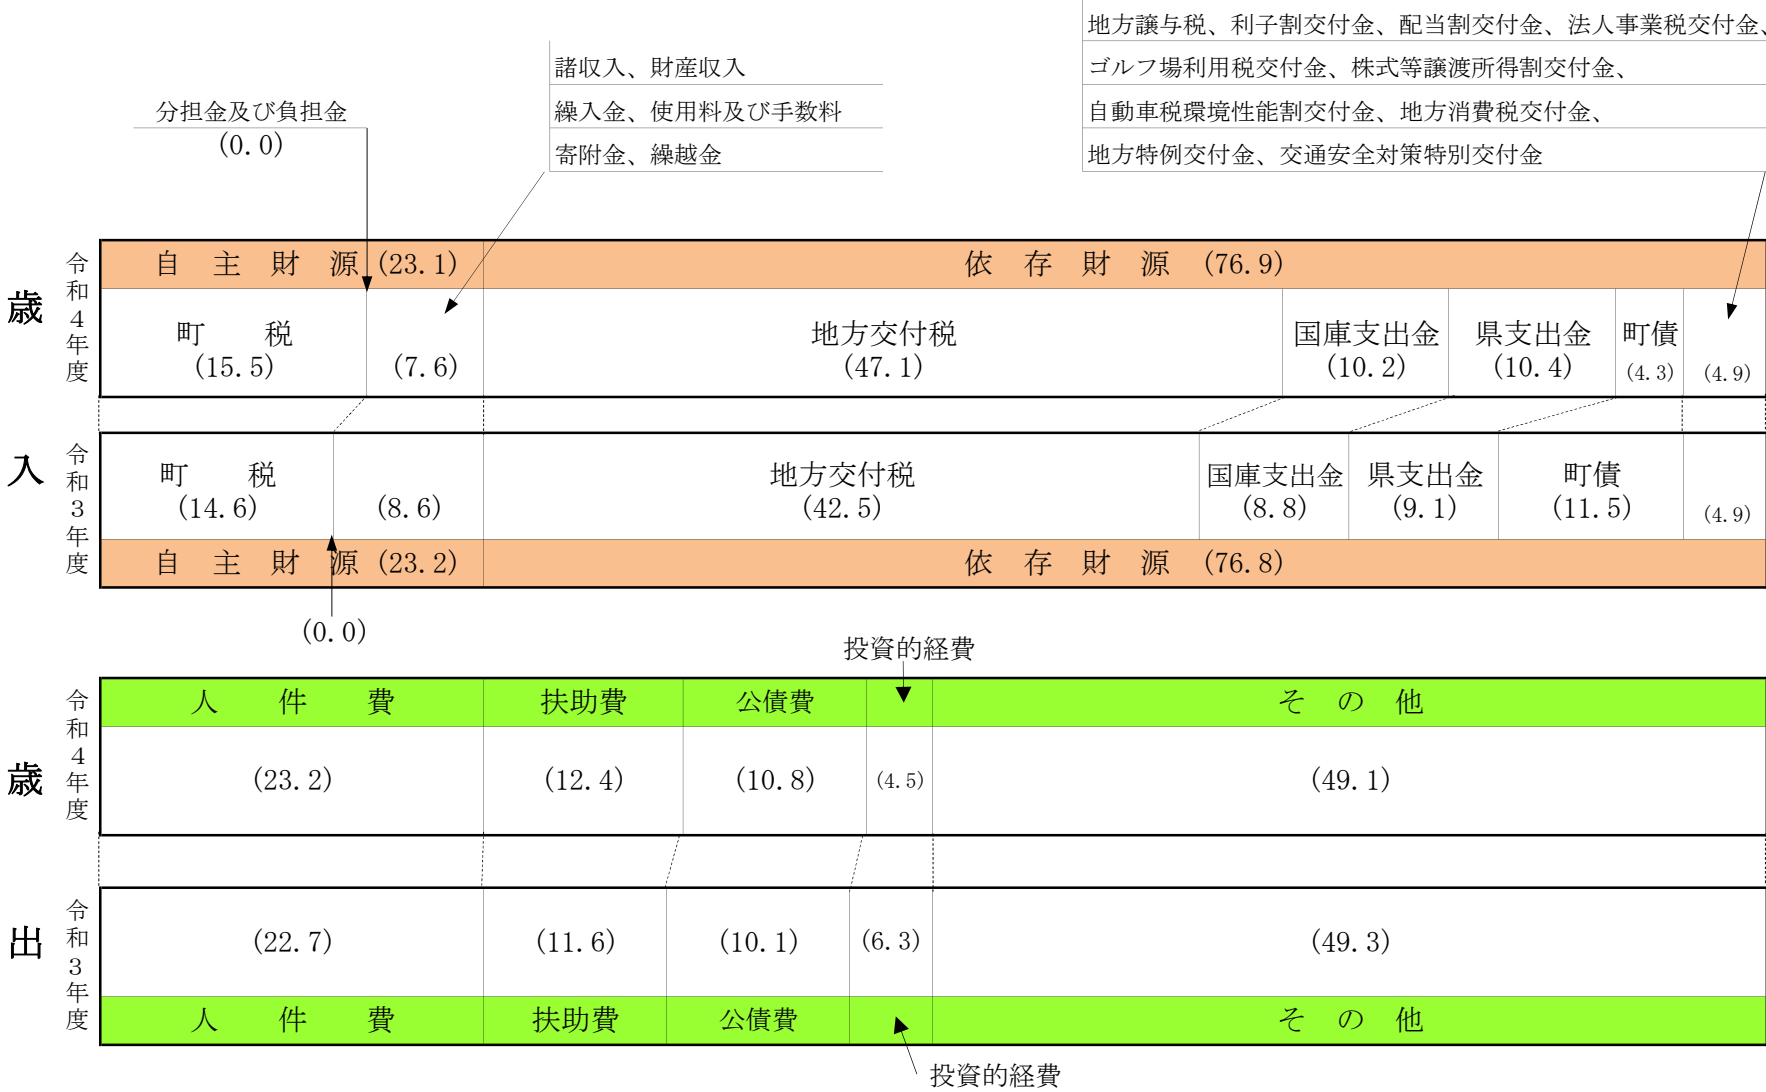 地方譲与税、利子割交付金、配当割交付金、法人事業税交付金、
ゴルフ場利用税交付金、株式等譲渡所得割交付金、
自動車税環境性能割交付金、地方消費税交付金、
地方特例交付金、交通安全対策特別交付金
諸収入、財産収入
繰入金、使用料及び手数料
寄附金、繰越金
分担金及び負担金
(0.0)
歳入
令和4年度
自主財源 (23.1)
依存財源 (76.9)
町税
(15.5)
(7.6)
地方交付税
(47.1)
国庫支出金
(10.2)
県支出金
(10.4)
町債
(4.3)
(4.9)
令和3年度
町税
(14.6)
(8.6)
地方交付税
(42.5)
国庫支出金
(8.8)
県支出金
(9.1)
町債
(11.5)
(4.9)
自主財源 (23.2)
依存財源 (76.8)
(0.0)
歳出
投資的経費
令和4年度
人件費
扶助費
公債費
その他
(23.2)
(12.4)
(10.8)
(4.5)
(49.1)
令和3年度
(22.7)
(11.6)
(10.1)
(6.3)
(49.3)
人件費
扶助費
公債費
その他
投資的経費